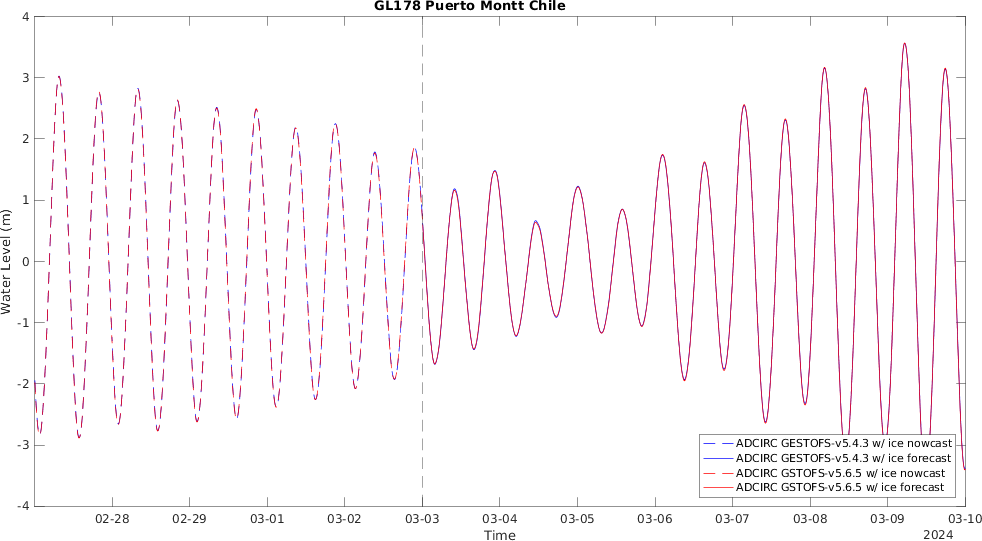 GL178 Puerto Montt Chile
4
3
2
1
0
-1
-2
-3
-4
Water Level (m)
ADCIRC GESTOFS-v5.4.3 w/ ice nowcast
ADCIRC GESTOFS-v5.4.3 w/ ice forecast
ADCIRC GSTOFS-v5.6.5 w/ ice nowcast
ADCIRC GSTOFS-v5.6.5 w/ ice forecast
02-28 02-29 03-01 03-02 03-03 03-04 03-05 03-06 03-07 03-08 03-09 03-10
Time
2024